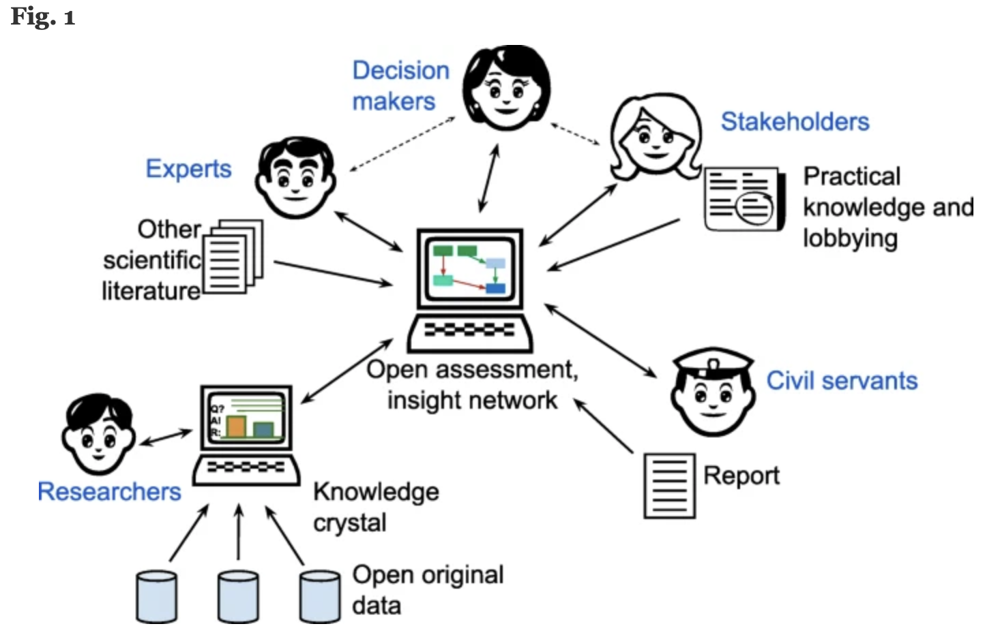 Fig. 1
Decision
makers
Stakeholders
Experts
Practical
knowledge and
lobbying
Other
scientific
literature
Open assessment,
insight network
Civil servants
Q?
A!
R:
Researchers
Knowledge
crystal
Report
Open original
data